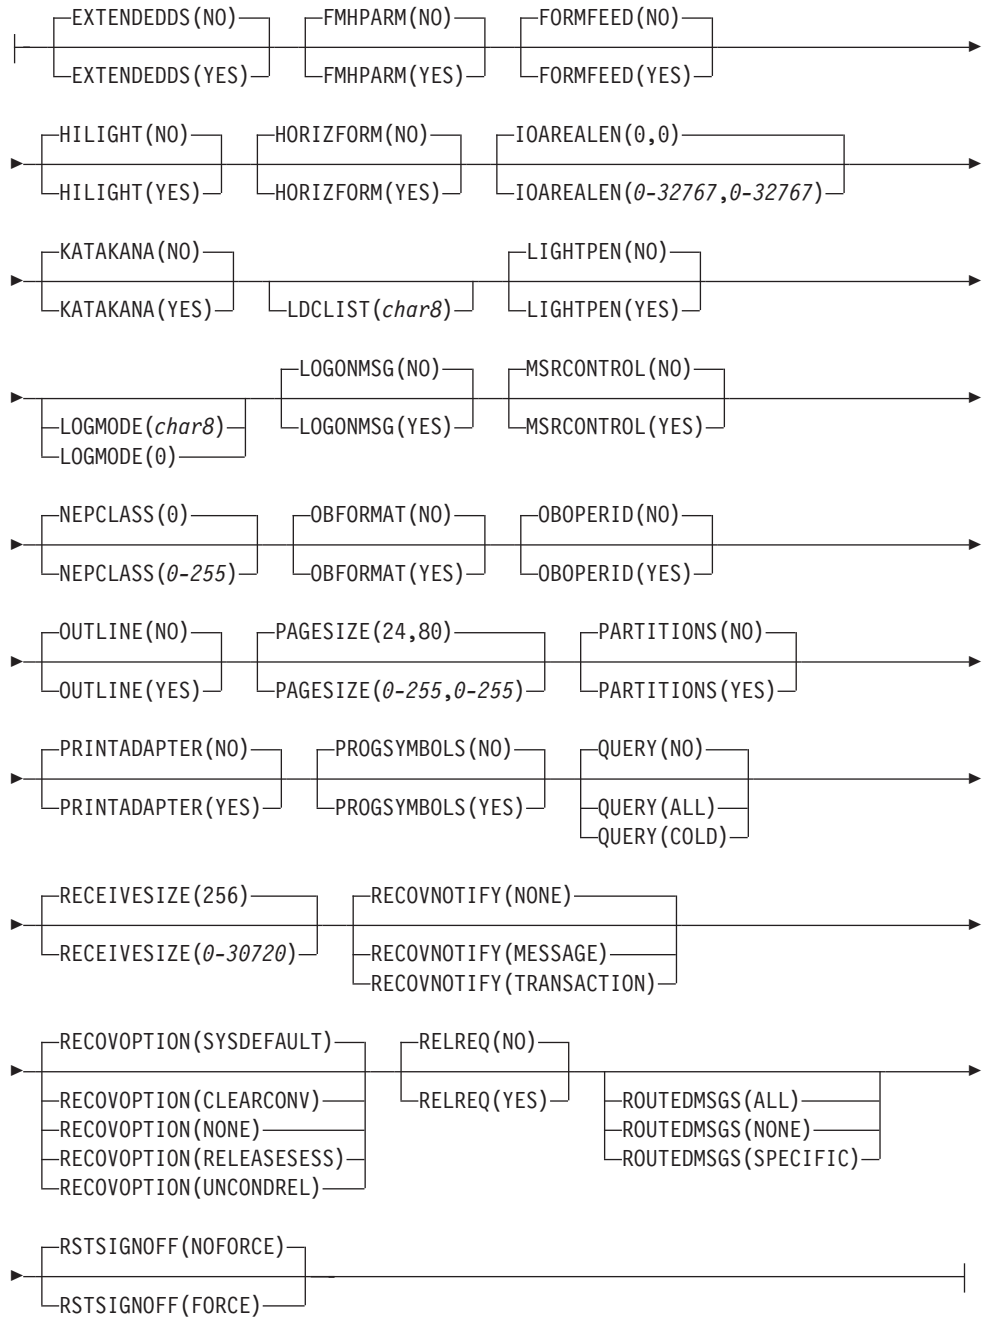 EXTENDEDDS(NO) FMHPARM(NO) FORMFEED(NO)
EXTENDEDDS(YES) FMHPARM(YES) FORMFEED(YES)
HILIGHT(NO) HORIZFORM(NO) IOAREALEN(0,0)
HILIGHT(YES) HORIZFORM(YES) IOAREALEN(0-32767,0-32767)
KATAKANA(NO) LIGHTPEN(NO)
KATAKANA(YES) LDCLIST(char8) LIGHTPEN(YES)
LOGONMSG(NO) MSRCONTROL(NO)
LOGMODE(char8) LOGONMSG(YES) MSRCONTROL(YES)
LOGMODE(0)
NEPCLASS(0) OBFORMAT(NO) OBOPERID(NO)
NEPCLASS(0-255) OBFORMAT(YES) OBOPERID(YES)
OUTLINE(NO) PAGESIZE(24,80) PARTITIONS(NO)
OUTLINE(YES) PAGESIZE(0-255,0-255) PARTITIONS(YES)
PRINTADAPTER(NO) PROGSYMBOLS(NO) QUERY(NO)
PRINTADAPTER(YES) PROGSYMBOLS(YES) QUERY(ALL)
QUERY(COLD)
RECEIVESIZE(256) RECOVNOTIFY(NONE)
RECEIVESIZE(0-30720) RECOVNOTIFY(MESSAGE)
RECOVNOTIFY(TRANSACTION)
RECOVOPTION(SYSDEFAULT) RELREQ(NO)
RECOVOPTION(CLEARCONV) RELREQ(YES) ROUTEDMSGS(ALL)
RECOVOPTION(NONE) ROUTEDMSGS(NONE)
RECOVOPTION(RELEASESESS) ROUTEDMSGS(SPECIFIC)
RECOVOPTION(UNCONDREL)
RSTSIGNOFF(NOFORCE)
RSTSIGNOFF(FORCE)